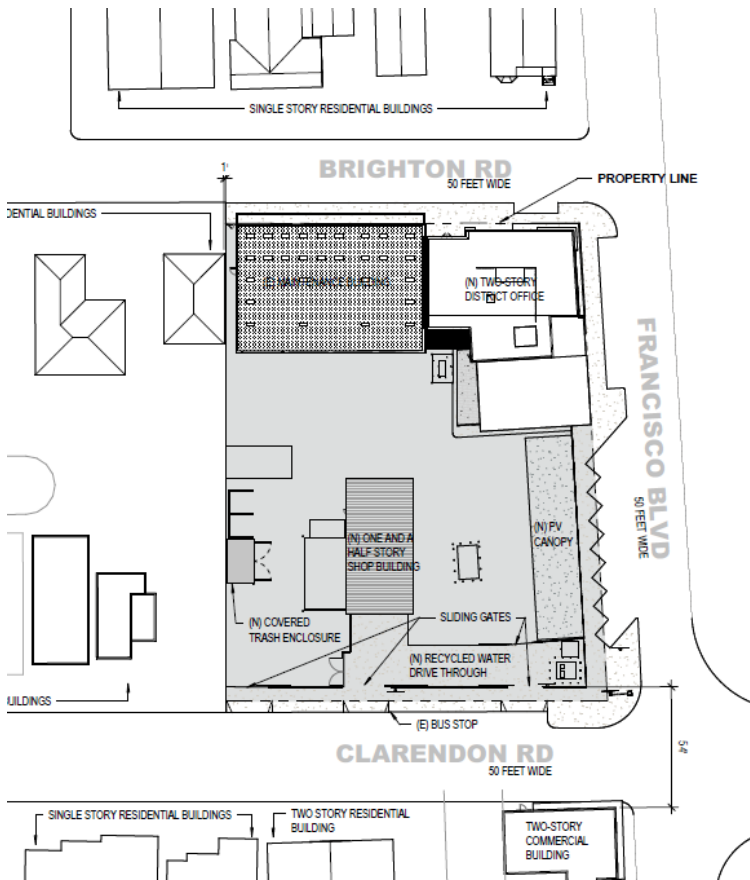 SINGLE STORY RESIDENTIAL BUILDINGS
1'
BRIGHTON RD
50 FEET WIDE
PROPERTY LINE
DENTIAL BUILDINGS
(E) MAINTENANCE BUILDING
(N) TWO-STORY
DISTRICT OFFICE
FRANCISCO BLVD
50 FEET WIDE
(N) PV
CANOPY
(N) ONE AND A
HALF STORY
SHOP BUILDING
(N) COVERED
TRASH ENCLOSURE
SLIDING GATES
(N) RECYCLED WATER
DRIVE THROUGH
UILDINGS
(E) BUS STOP
CLARENDON RD
50 FEET WIDE
SINGLE STORY RESIDENTIAL BUILDINGS
TWO STORY RESIDENTIAL
BUILDING
TWO-STORY
COMMERCIAL
BUILDING